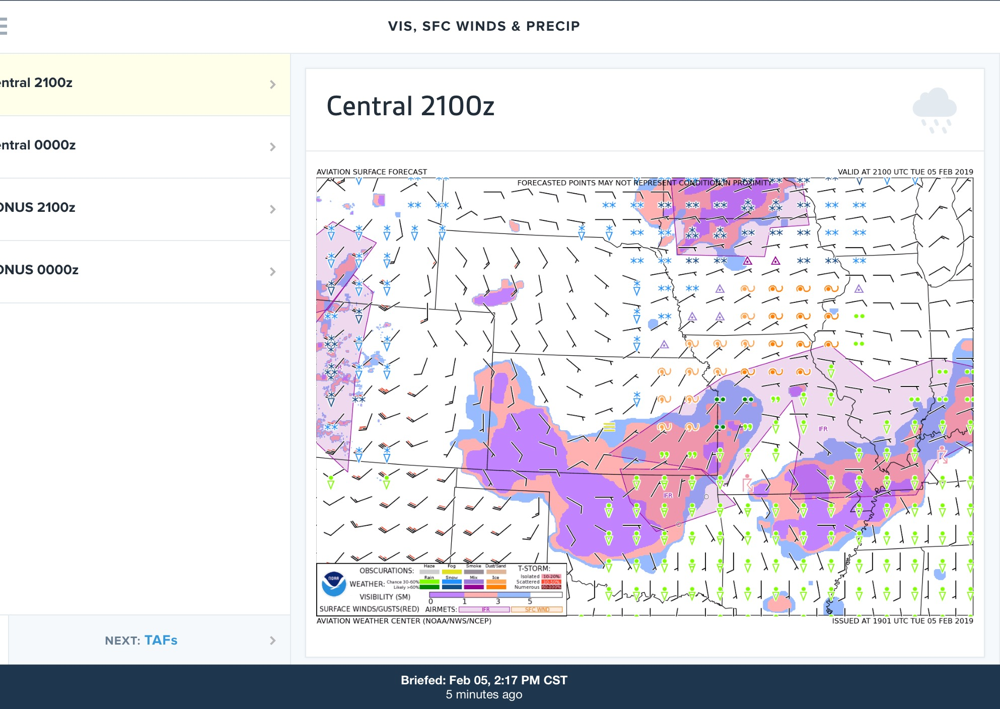 VIS, SFC WINDS & PRECIP
entral 2100z
entral 0000z
ONUS 2100z
ONUS 0000z
NEXT: TAFs
Central 2100z
AVIATION SURFACE FORECAST
VALID AT 2100 UTC TUE 05 FEB 2019
FORECASTED POINTS MAY NOT REPRESENT CONDITION IN PROXIMITY
IFR
IFR
OBSCURATIONS:
Haze Fog Smoke Dust/Sand
WEATHER:
Rain Snow Mix Ice
Chance 30-60%
Likely >60%
T-STORM:
Isolated 10-20%
Scattered 30-50%
Numerous 60-100%
VISIBILITY (SM)
0 1 3 5
SURFACE WINDS/GUSTS(RED)
AIRMETS: IFR SFC WND
NOAA
AVIATION WEATHER CENTER (NOAA/NWS/NCEP)
ISSUED AT 1901 UTC TUE 05 FEB 2019
Briefed: Feb 05, 2:17 PM CST
5 minutes ago